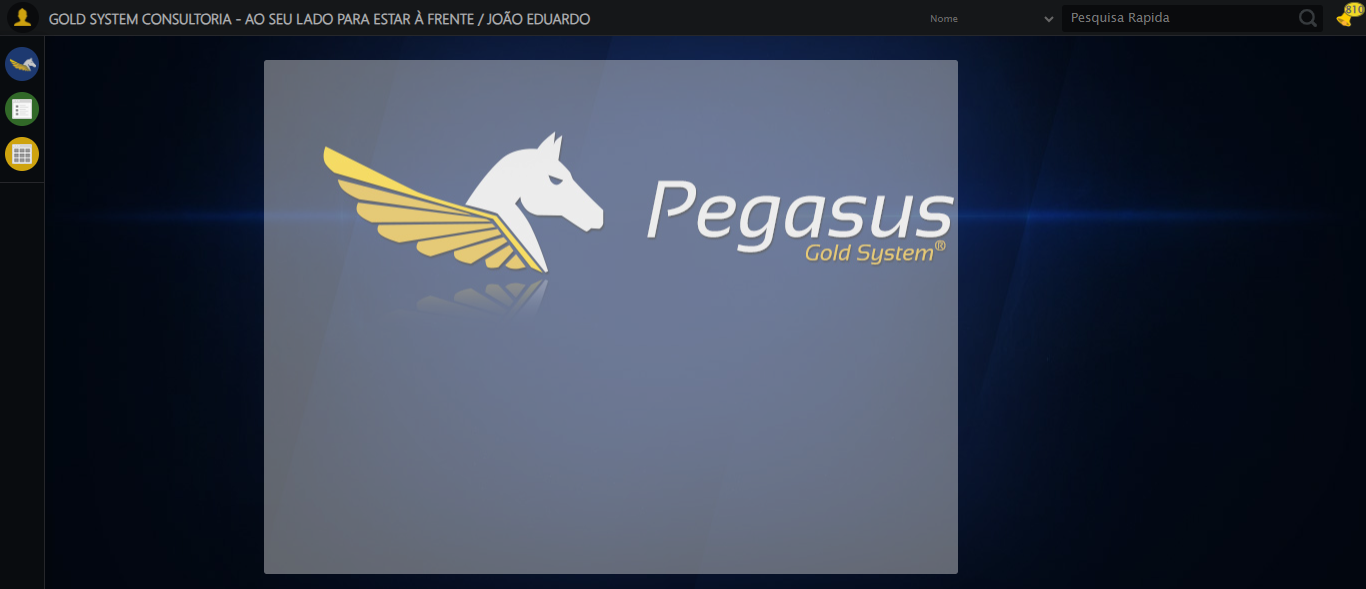 GOLD SYSTEM CONSULTORIA - AO SEU LADO PARA ESTAR À FRENTE / JOÃO EDUARDO
Nome
Pesquisa Rapida
810
Pegasus
Gold System®